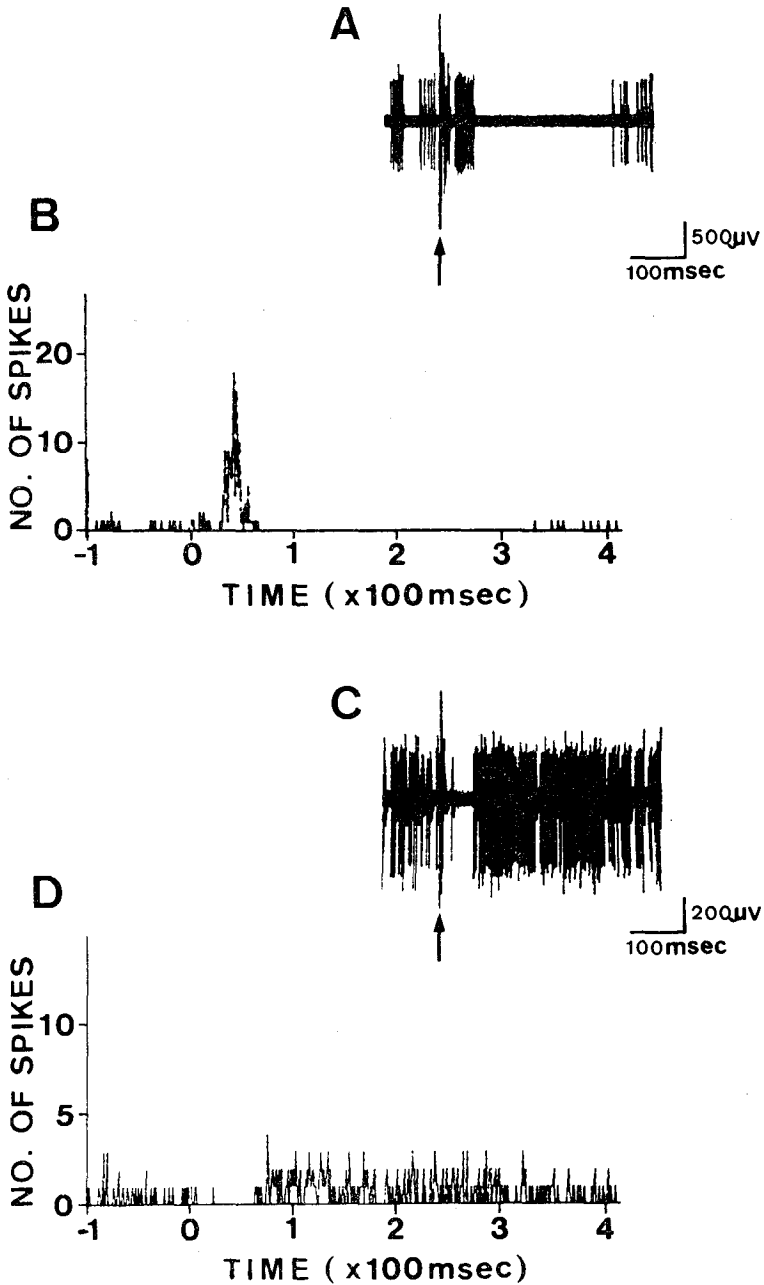 A
500μv
100msec
B
NO. OF SPIKES
20
10
0
-1 0 1 2 3 4
TIME (x100msec)
C
200μv
100msec
D
NO. OF SPIKES
10
5
0
-1 0 1 2 3 4
TIME (x100msec)